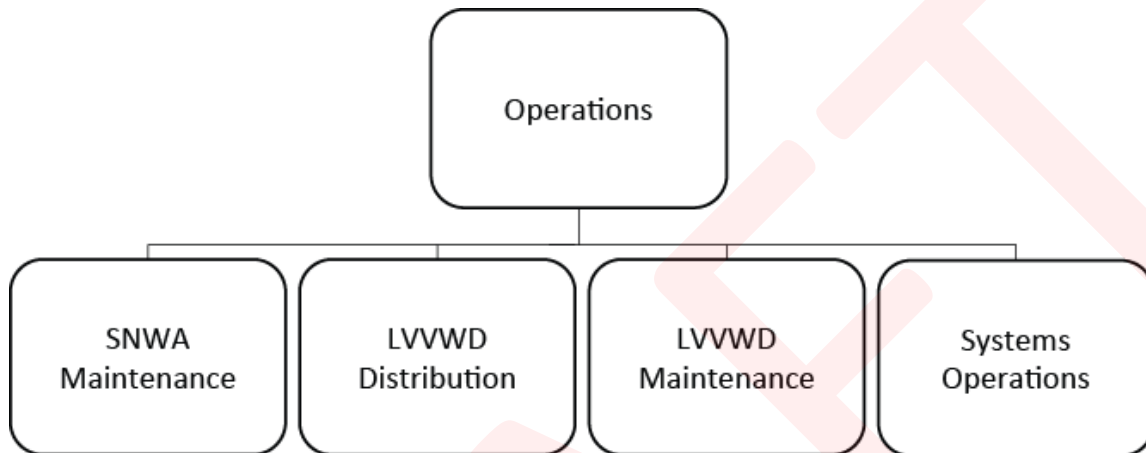 Operations
SNWA
Maintenance
LVVWD
Distribution
LVVWD
Maintenance
Systems
Operations